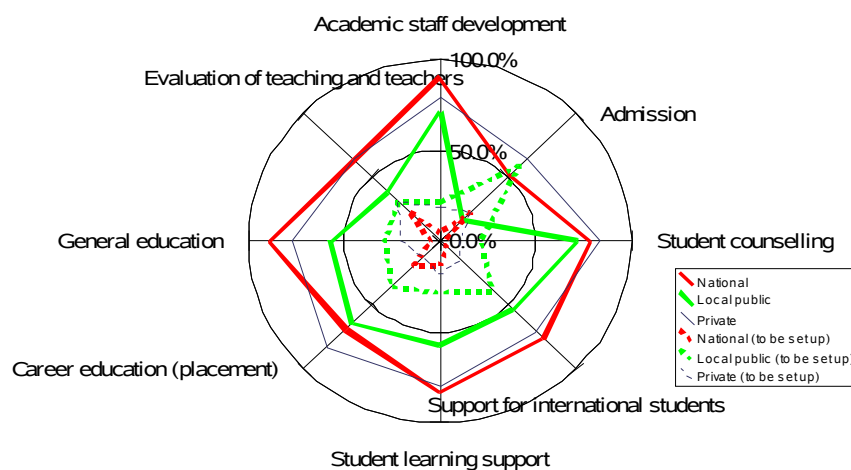 Academic staff development
100.0%
Evaluation of teaching and teachers
Admission
50.0%
General education
0.0%
Student counselling
National
Local public
Private
National (to be setup)
Local public (to be setup)
Private (to be setup)
Career education (placement)
Support for international students
Student learning support